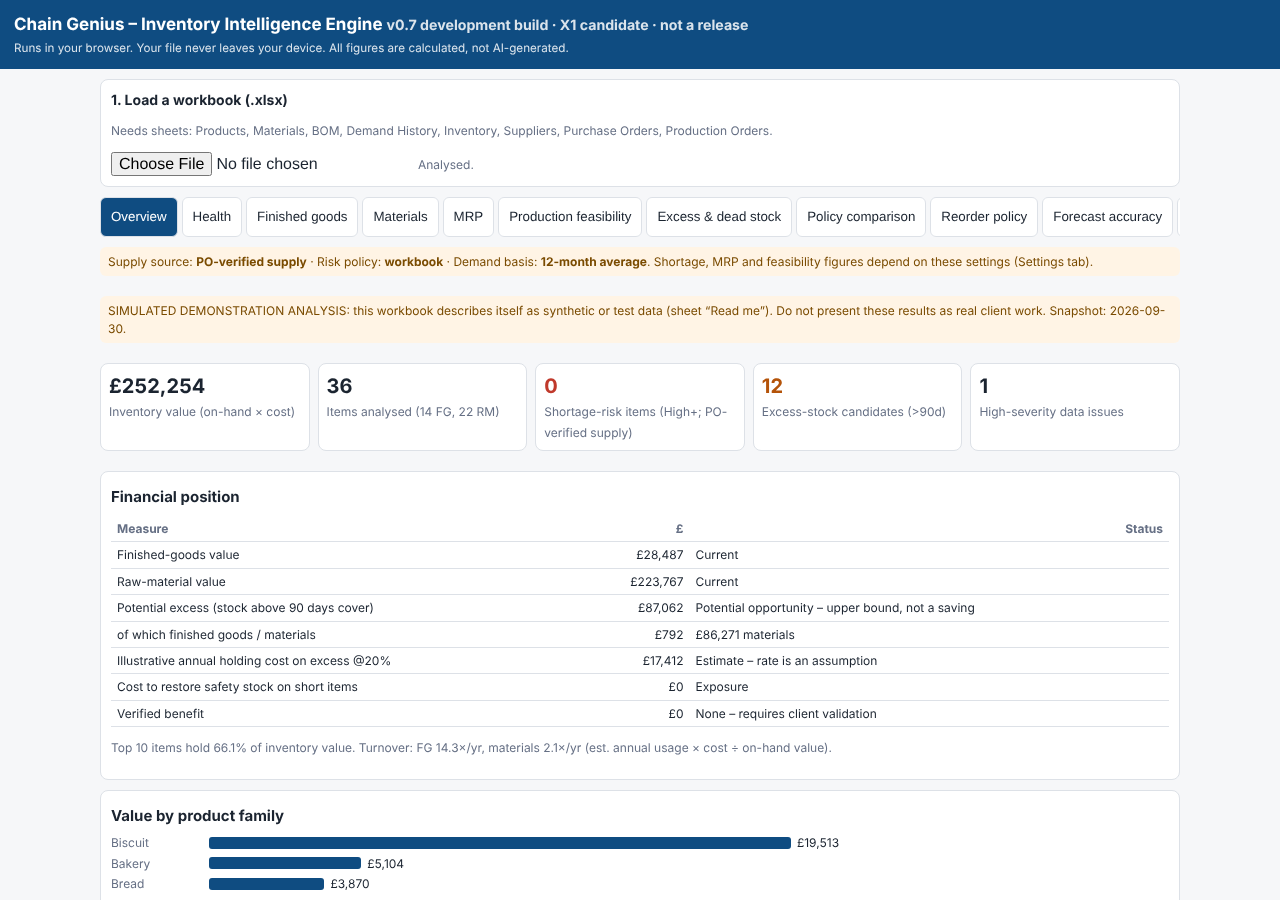 Chain Genius – Inventory Intelligence Engine v0.7 development build · X1 candidate · not a release
Runs in your browser. Your file never leaves your device. All figures are calculated, not AI-generated.
1. Load a workbook (.xlsx)
Needs sheets: Products, Materials, BOM, Demand History, Inventory, Suppliers, Purchase Orders, Production Orders.
Choose File No file chosen Analysed.
Overview Health Finished goods Materials MRP Production feasibility Excess & dead stock Policy comparison Reorder policy Forecast accuracy
Supply source: PO-verified supply · Risk policy: workbook · Demand basis: 12-month average. Shortage, MRP and feasibility figures depend on these settings (Settings tab).
SIMULATED DEMONSTRATION ANALYSIS: this workbook describes itself as synthetic or test data (sheet “Read me”). Do not present these results as real client work. Snapshot: 2026-09-
30.
£252,254
Inventory value (on-hand × cost)
36
Items analysed (14 FG, 22 RM)
0
Shortage-risk items (High+; PO-
verified supply)
12
Excess-stock candidates (>90d)
1
High-severity data issues
Financial position
Measure £ Status
Finished-goods value £28,487 Current
Raw-material value £223,767 Current
Potential excess (stock above 90 days cover) £87,062 Potential opportunity – upper bound, not a saving
of which finished goods / materials £792 £86,271 materials
Illustrative annual holding cost on excess @20% £17,412 Estimate – rate is an assumption
Cost to restore safety stock on short items £0 Exposure
Verified benefit £0 None – requires client validation
Top 10 items hold 66.1% of inventory value. Turnover: FG 14.3×/yr, materials 2.1×/yr (est. annual usage × cost ÷ on-hand value).
Value by product family
Biscuit £19,513
Bakery £5,104
Bread £3,870